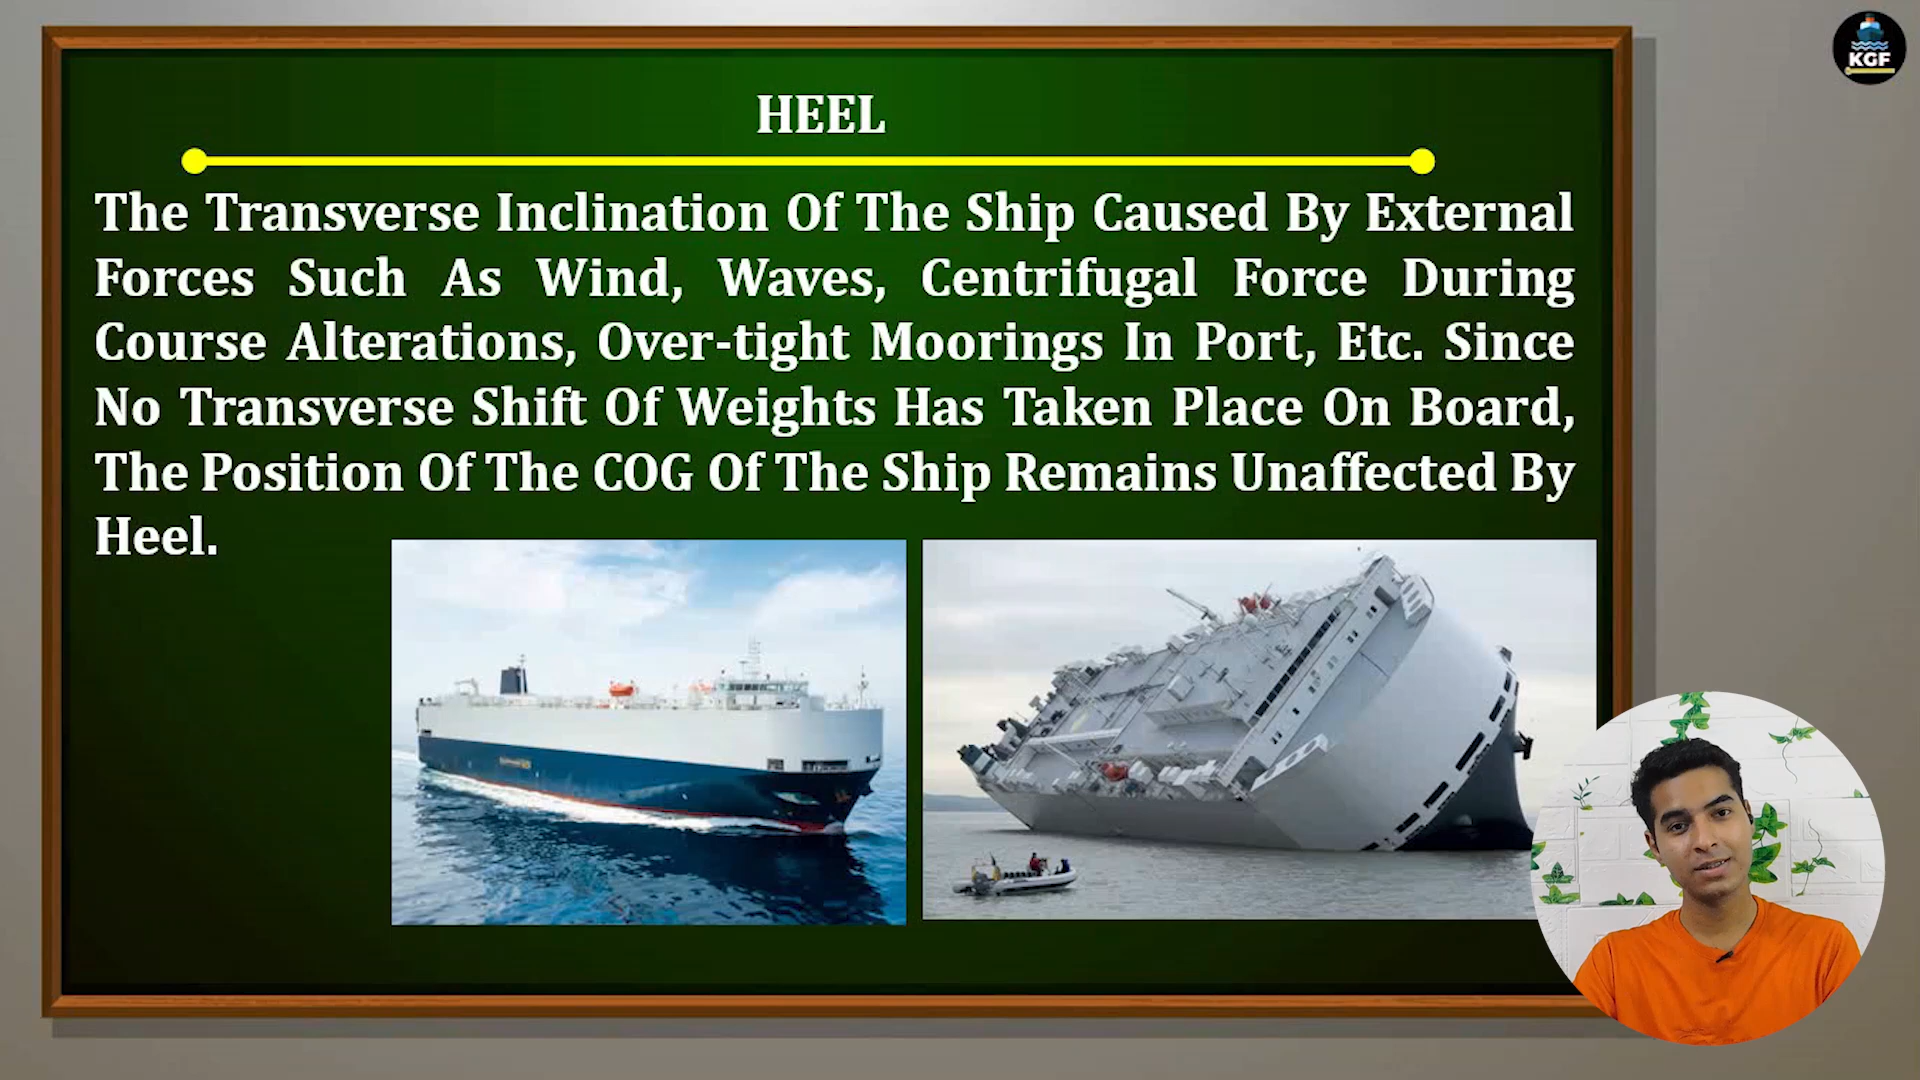 KGF
HEEL
The Transverse Inclination Of The Ship Caused By External
Forces Such As Wind, Waves, Centrifugal Force During
Course Alterations, Over-tight Moorings In Port, Etc. Since
No Transverse Shift Of Weights Has Taken Place On Board,
The Position Of The COG Of The Ship Remains Unaffected By
Heel.